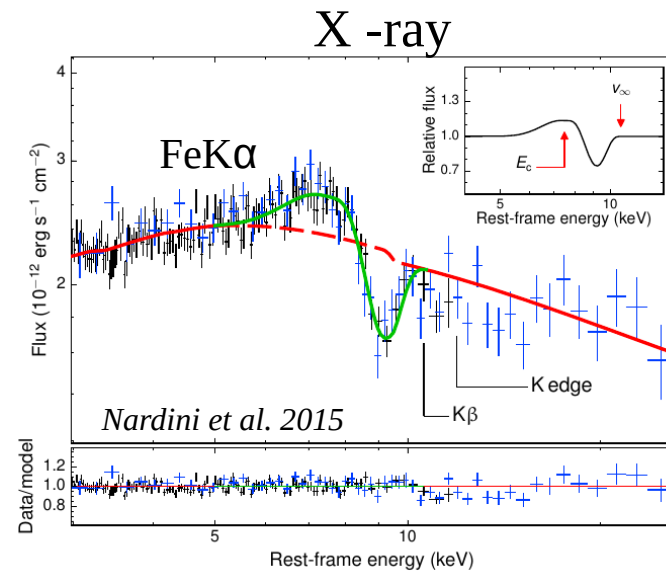 X -ray
4
3
2
Flux (10⁻¹² erg s⁻¹ cm⁻²)
FeKα
Relative flux
1.3
1.0
0.7
E_c
v_∞
5
10
Rest-frame energy (keV)
K edge
Kβ
Nardini et al. 2015
Data/model
1.2
1.0
0.8
5
10
Rest-frame energy (keV)